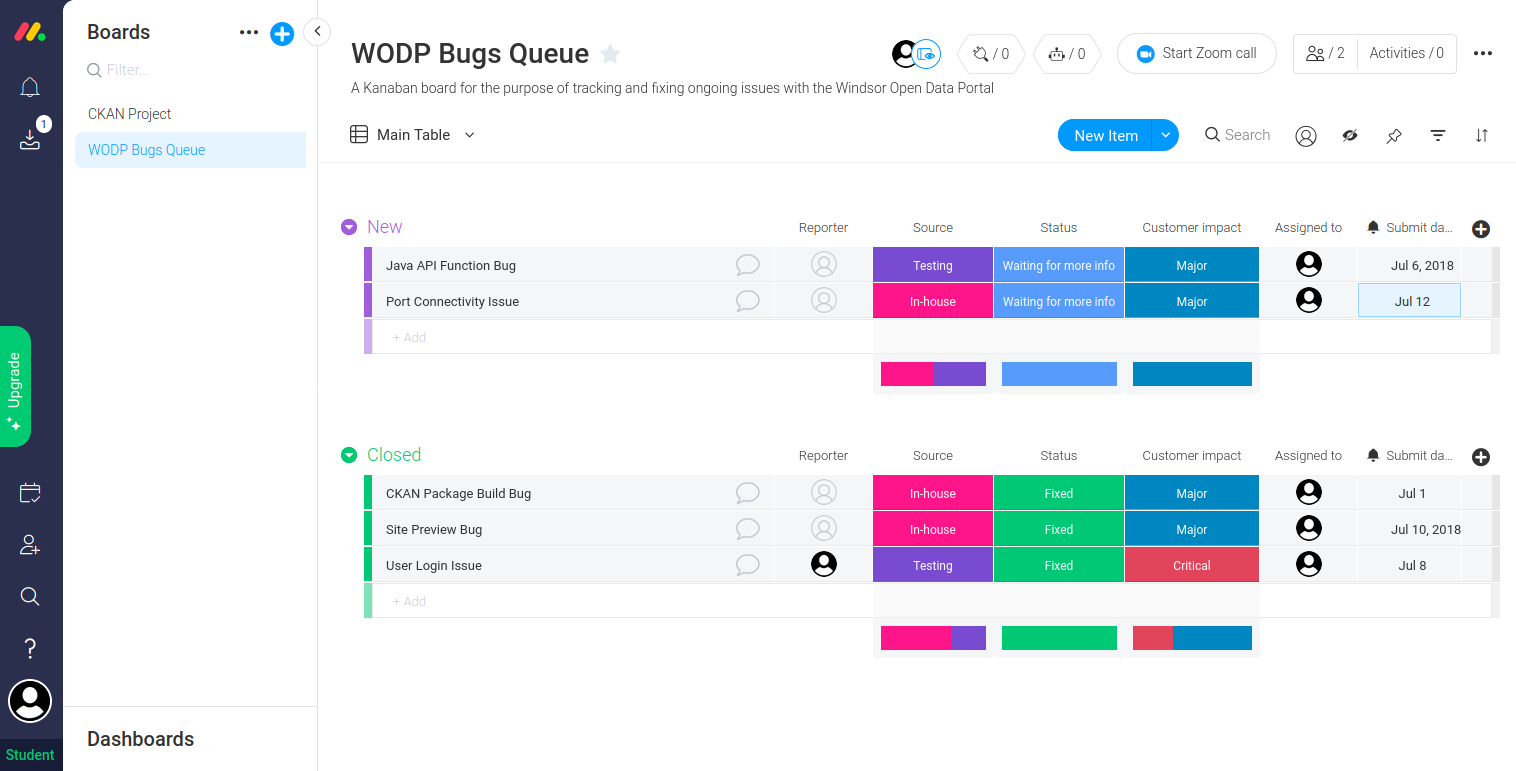 Boards
Filter...
CKAN Project
WODP Bugs Queue
1
Upgrade
?
Student
Dashboards
WODP Bugs Queue
/ 0
/ 0
Start Zoom call
/ 2
Activities / 0
A Kanaban board for the purpose of tracking and fixing ongoing issues with the Windsor Open Data Portal
Main Table
New Item
Search
New Reporter Source Status Customer impact Assigned to Submit da...
Java API Function Bug Testing Waiting for more info Major Jul 6, 2018
Port Connectivity Issue In-house Waiting for more info Major Jul 12
+ Add
Closed Reporter Source Status Customer impact Assigned to Submit da...
CKAN Package Build Bug In-house Fixed Major Jul 1
Site Preview Bug In-house Fixed Major Jul 10, 2018
User Login Issue Testing Fixed Critical Jul 8
+ Add